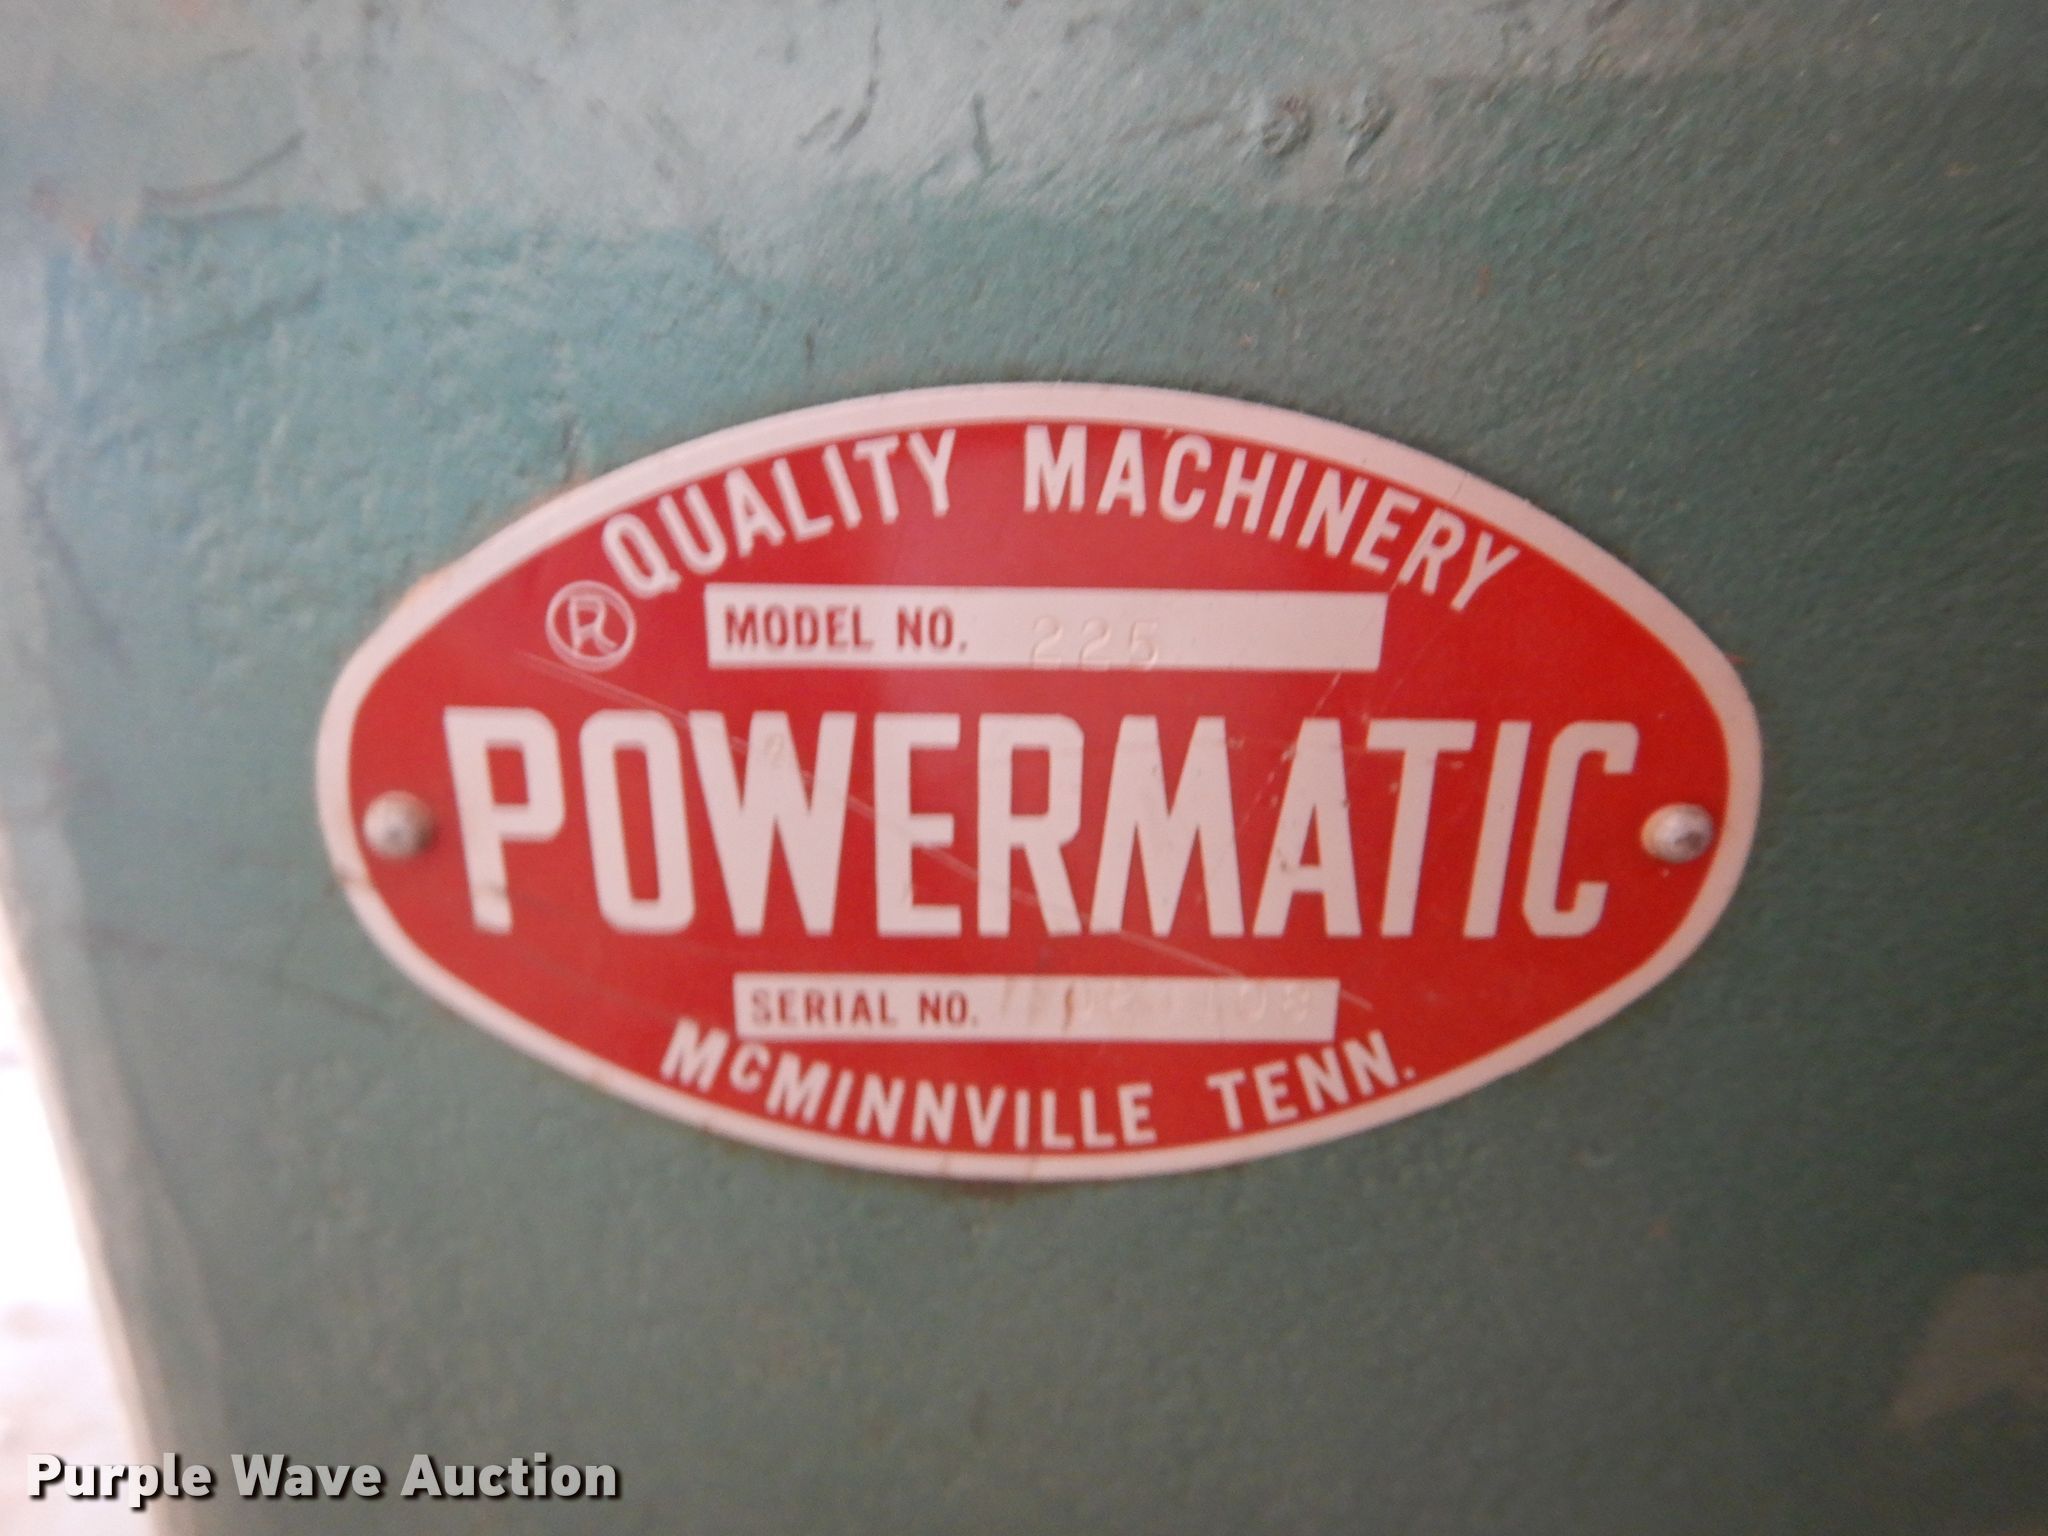 QUALITY MACHINERY
®
MODEL NO. 225
POWERMATIC
SERIAL NO.
McMINNVILLE TENN.
Purple Wave Auction